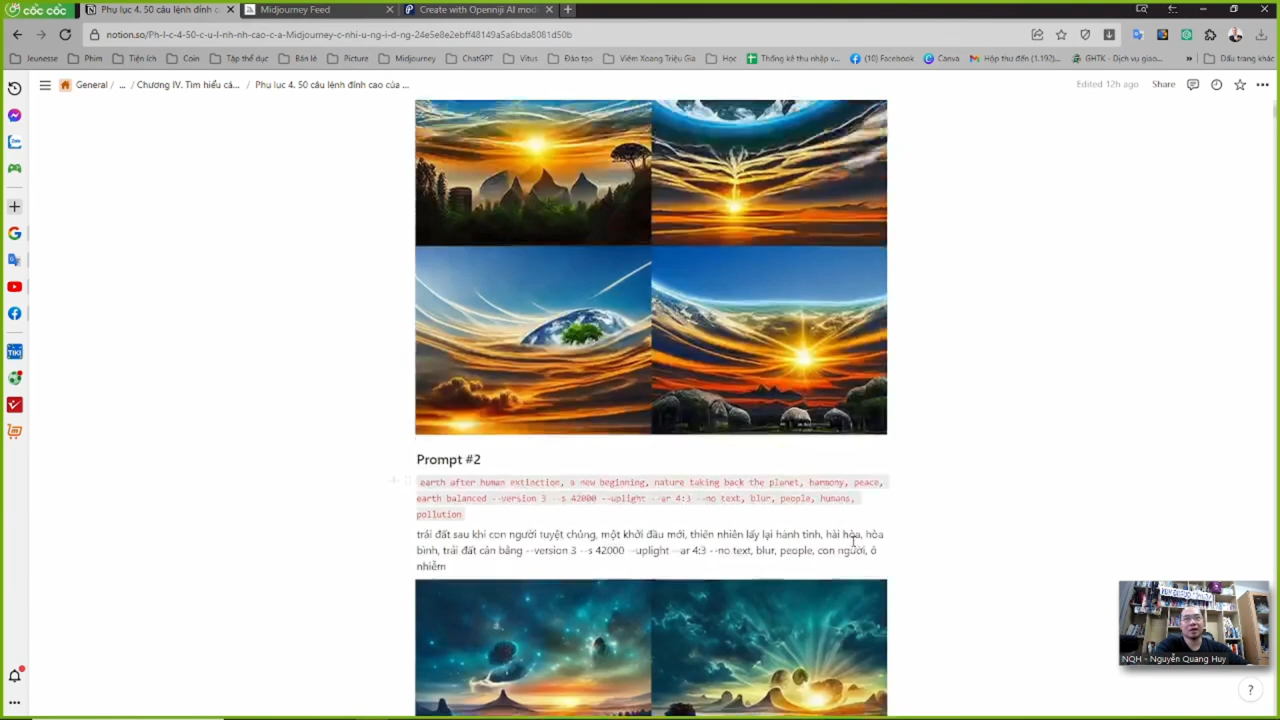 cốc cốc
Phụ lục 4. 50 câu lệnh đỉnh c
Midjourney Feed
Create with Openniji AI mod
notion.so/Ph-l-c-4-50-c-u-l-nh-nh-cao-c-a-Midjourney-c-nhi-u-ng-i-d-ng-24e5e8e2ebff48149a5a6bda8081d50b
Jeunesse
Phim
Tiện ích
Coin
Tập thể dục
Bán lẻ
Picture
Midjourney
ChatGPT
Vitus
Đào tạo
Viêm Xoang Triệu Gia
Học
Thống kê thu nhập v...
(10) Facebook
Canva
Hộp thư đến (1.192)...
GHTK - Dịch vụ giao...
»
Dấu trang khác
General / ... / Chương IV. Tìm hiểu cá... / Phụ lục 4. 50 câu lệnh đỉnh cao của ...
Edited 12h ago
Share
Zalo
TIKI
Prompt #2
earth after human extinction, a new beginning, nature taking back the planet, harmony, peace,
earth balanced --version 3 --s 42000 --uplight --ar 4:3 --no text, blur, people, humans,
pollution
trái đất sau khi con người tuyệt chủng, một khởi đầu mới, thiên nhiên lấy lại hành tinh, hài hòa, hòa
bình, trái đất cân bằng --version 3 --s 42000 --uplight --ar 4:3 --no text, blur, people, con người, ô
nhiễm
NQH - Nguyễn Quang Huy
?